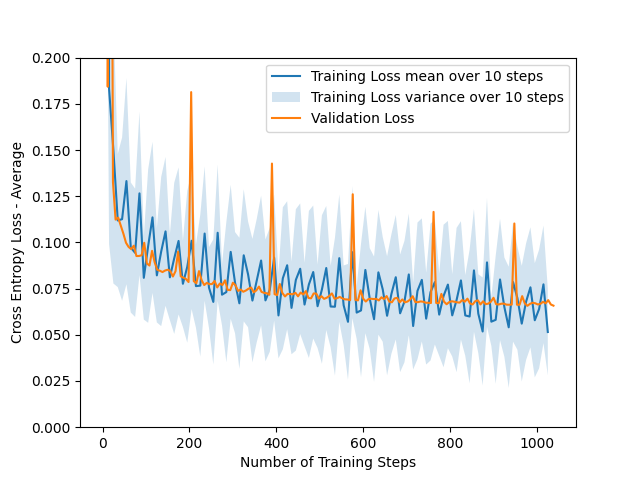 0.200
0.175
0.150
0.125
0.100
0.075
0.050
0.025
0.000
Cross Entropy Loss - Average
Training Loss mean over 10 steps
Training Loss variance over 10 steps
Validation Loss
0 200 400 600 800 1000
Number of Training Steps